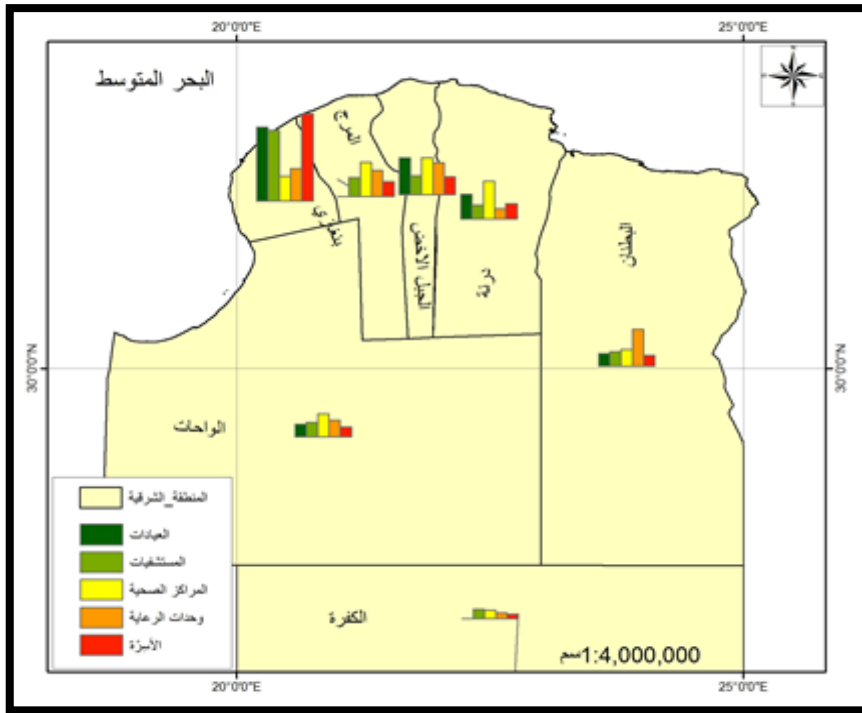 20°0'0"E
25°0'0"E
البحر المتوسط
المرج
بنغازي
الجبل الاخض
درنة
البطنان
30°0'0"N
30°0'0"N
الواحات
المنطقة_الشرقية
العيادات
المستشفيات
المراكز الصحية
وحدات الرعاية
الأسرّة
الكفرة
1:4,000,000سم
20°0'0"E
25°0'0"E